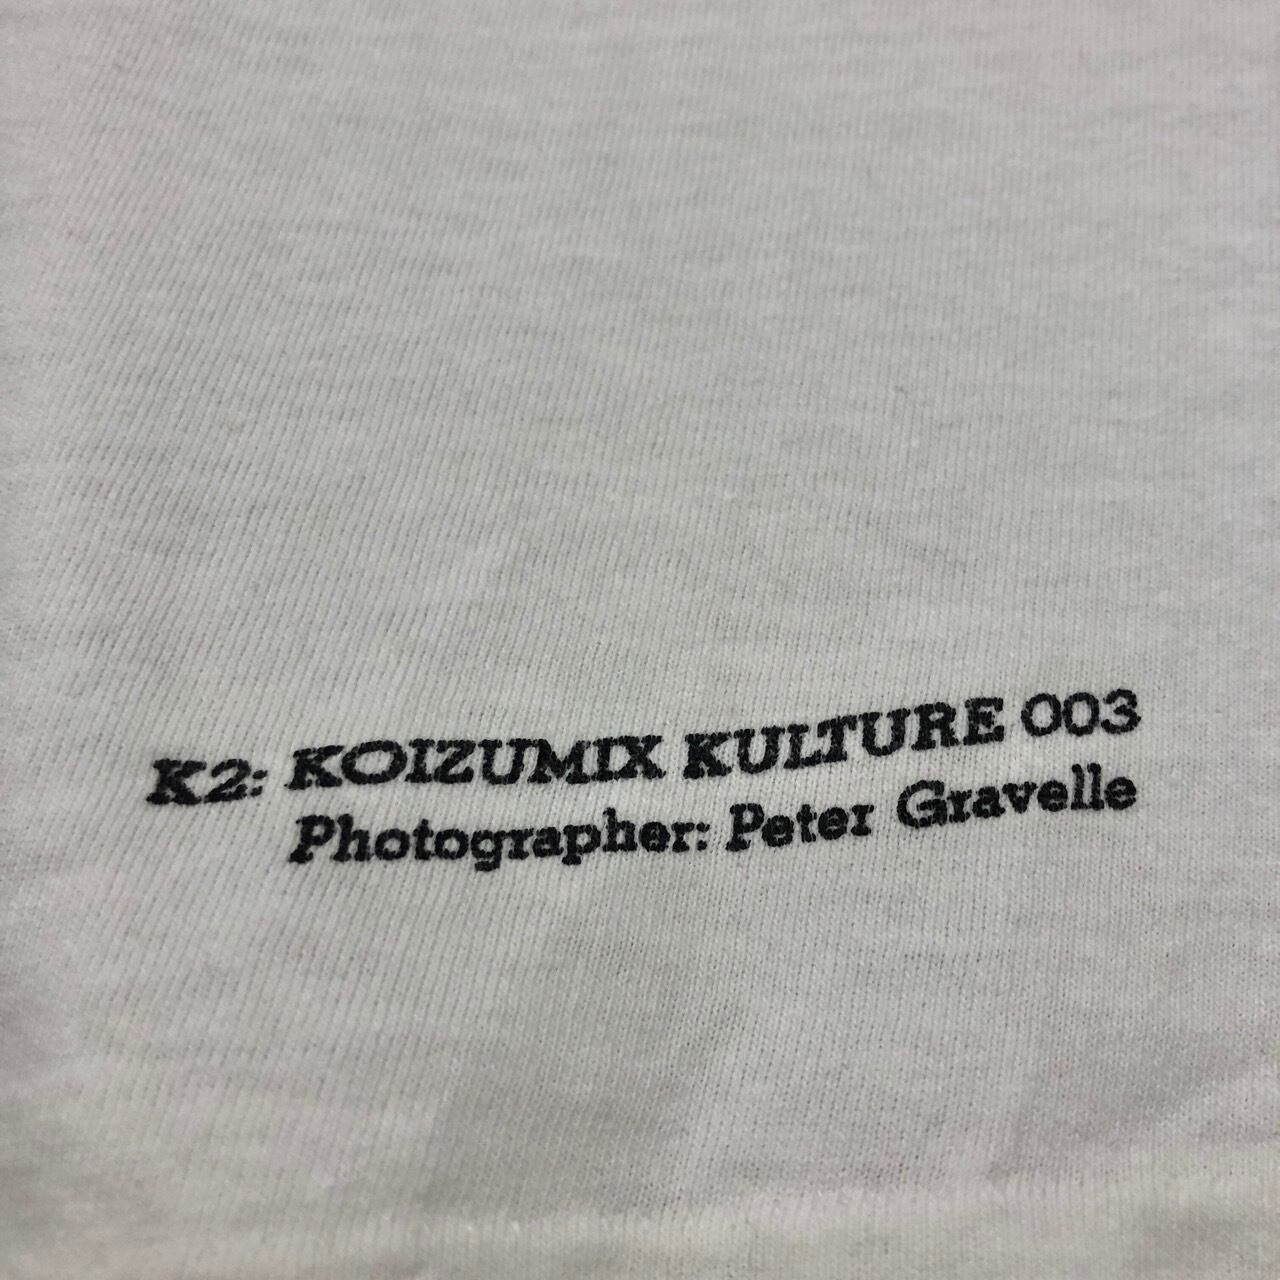 K2: KOIZUMIX KULTURE 003
Photographer: Peter Gravelle